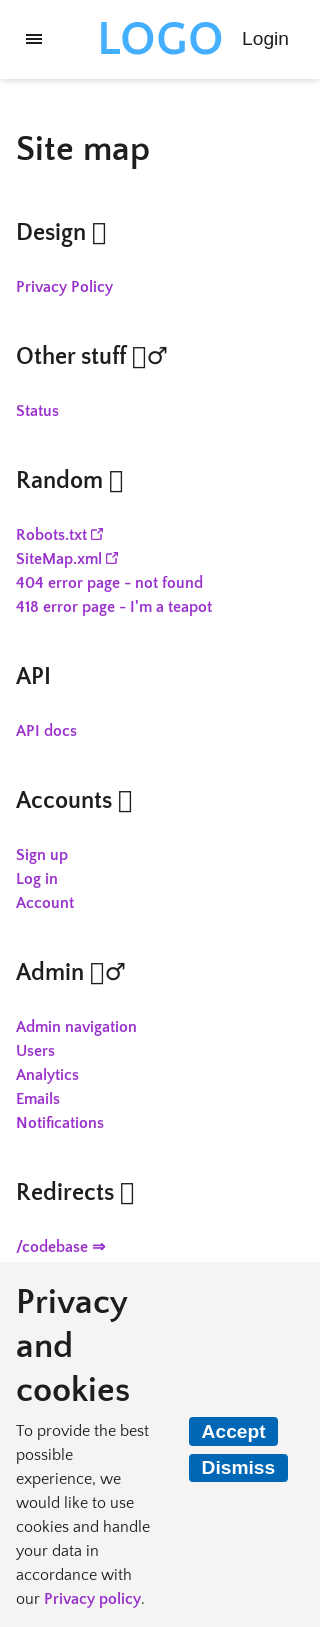 LOGO Login
Site map
Design
Privacy Policy
Other stuff ♂
Status
Random
Robots.txt
SiteMap.xml
404 error page - not found
418 error page - I'm a teapot
API
API docs
Accounts
Sign up
Log in
Account
Admin ♂
Admin navigation
Users
Analytics
Emails
Notifications
Redirects
/codebase ⇒
Privacy
and
cookies
To provide the best
possible
experience, we
would like to use
cookies and handle
your data in
accordance with
our Privacy policy.
Accept
Dismiss